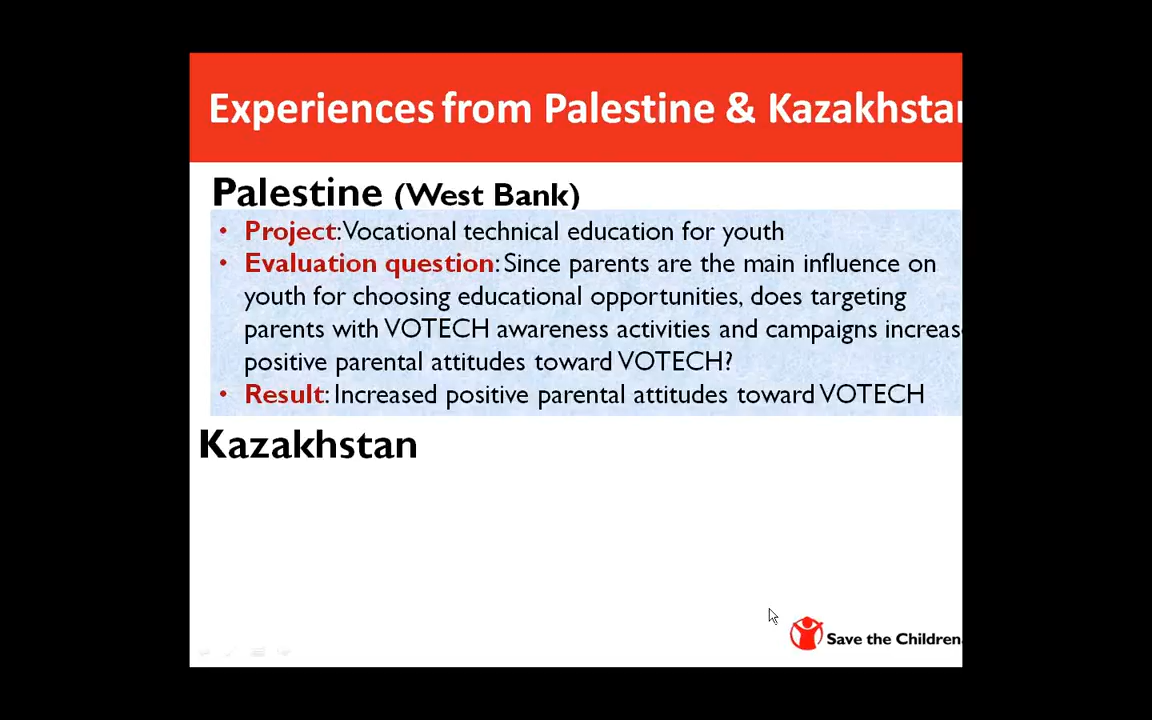 Experiences from Palestine & Kazakhstan
Palestine (West Bank)
• Project: Vocational technical education for youth
• Evaluation question: Since parents are the main influence on
youth for choosing educational opportunities, does targeting
parents with VOTECH awareness activities and campaigns increas
positive parental attitudes toward VOTECH?
• Result: Increased positive parental attitudes toward VOTECH
Kazakhstan
Save the Children